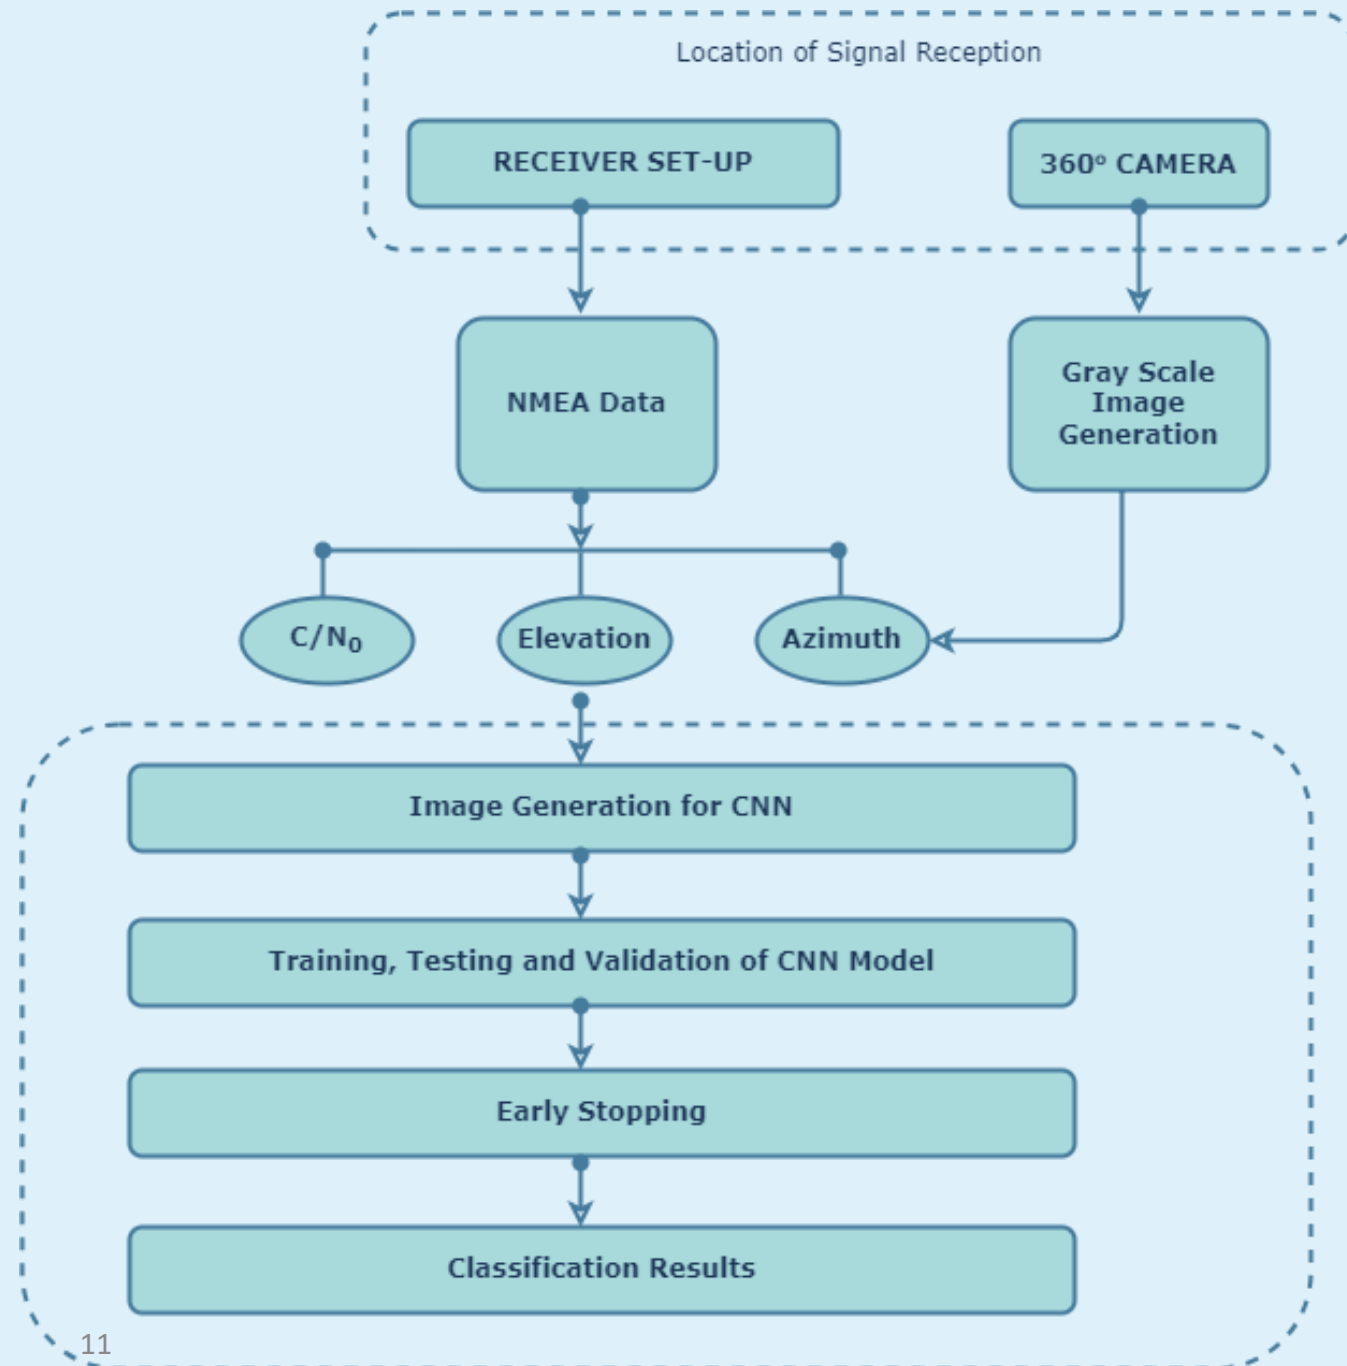 Location of Signal Reception
RECEIVER SET-UP
360º CAMERA
NMEA Data
Gray Scale
Image
Generation
C/N₀
Elevation
Azimuth
Image Generation for CNN
Training, Testing and Validation of CNN Model
Early Stopping
Classification Results
11